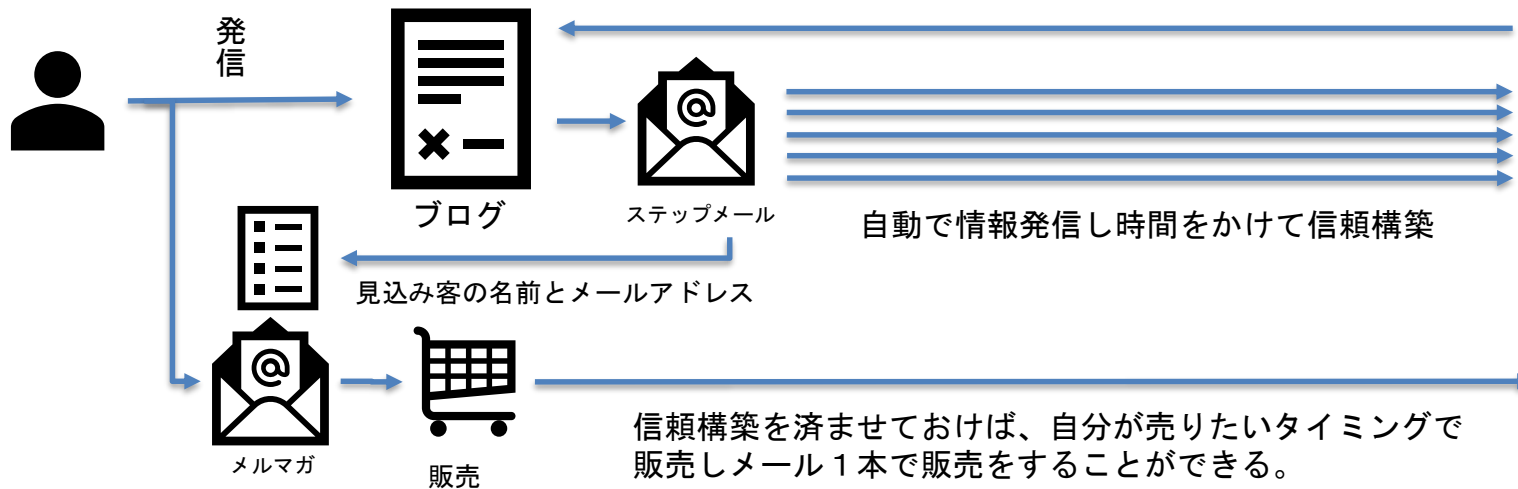 発信
ブログ
ステップメール
自動で情報発信し時間をかけて信頼構築
見込み客の名前とメールアドレス
メルマガ
販売
信頼構築を済ませておけば、自分が売りたいタイミングで
販売しメール１本で販売をすることができる。